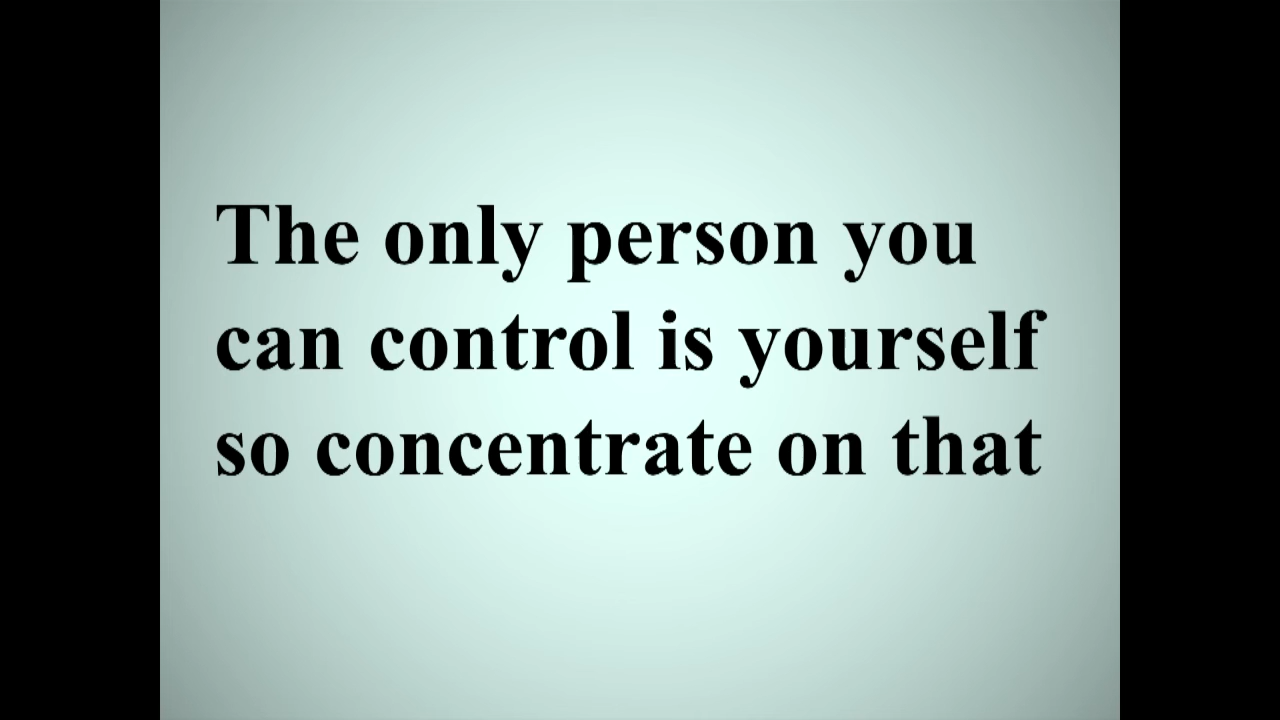 The only person you
can control is yourself
so concentrate on that